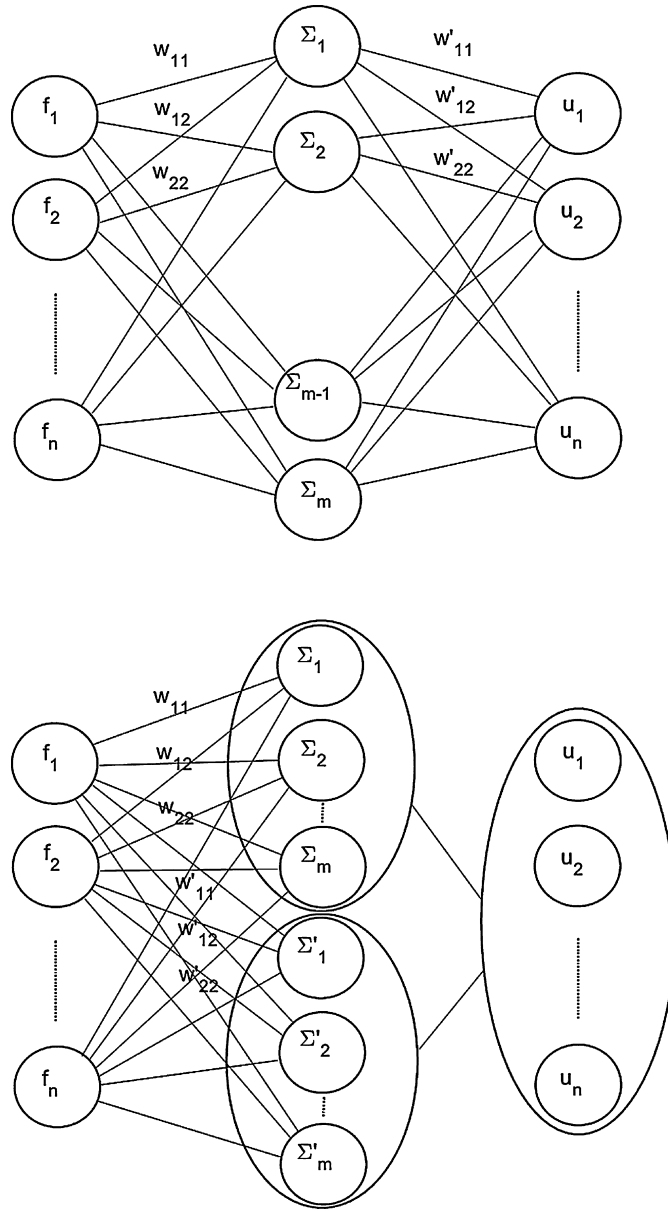 Σ₁
w₁₁ w'₁₁
f₁ w₁₂ w'₁₂ u₁
Σ₂
w₂₂ w'₂₂
f₂ u₂
Σₘ₋₁
fₙ uₙ
Σₘ
Σ₁
w₁₁
f₁ w₁₂ Σ₂ u₁
w₂₂
f₂ Σₘ u₂
w'₁₁
w'₁₂
Σ'₁
w'₂₂
Σ'₂
fₙ uₙ
Σ'ₘ